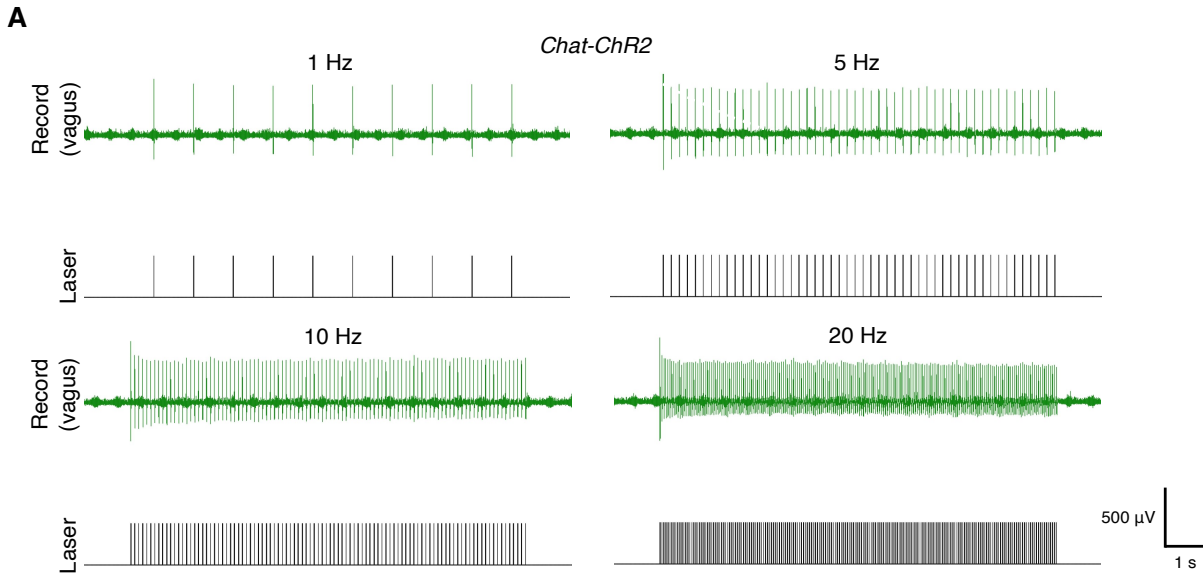 A
Chat-ChR2
1 Hz
5 Hz
Record
(vagus)
Laser
10 Hz
20 Hz
Record
(vagus)
Laser
500 µV
1 s